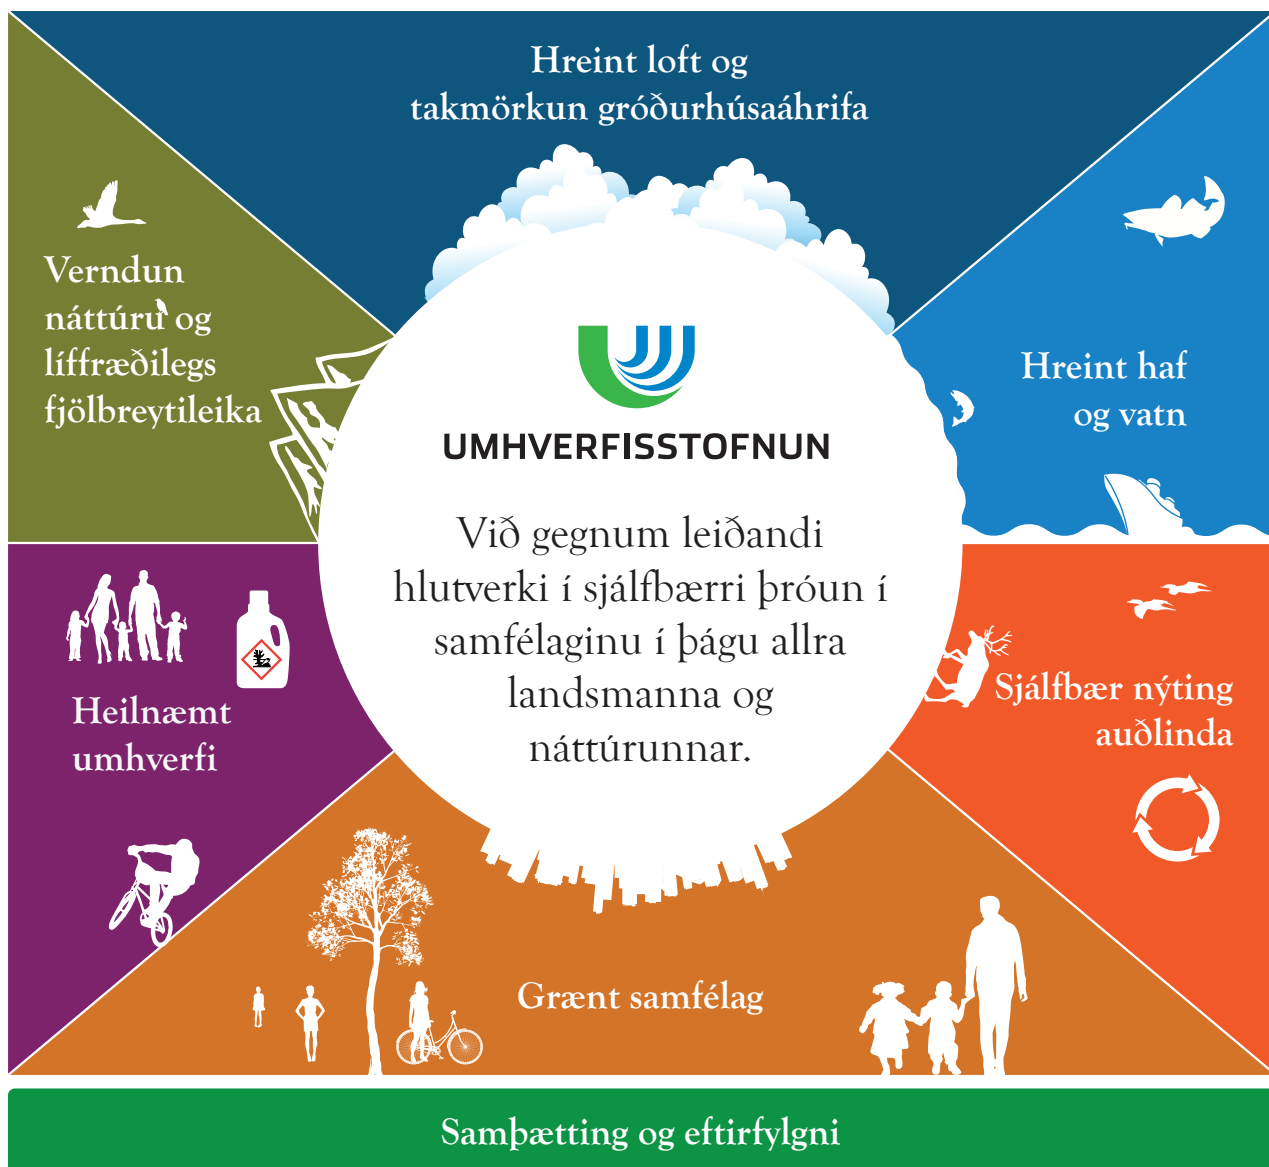 Hreint loft og
takmörkun gróðurhúsaáhrifa
Verndun
náttúru og
líffræðilegs
fjölbreytileika
Hreint haf
og vatn
UMHVERFISSTOFNUN
Við gegnum leiðandi
hlutverki í sjálfbærri þróun í
samfélaginu í þágu allra
landsmanna og
náttúrunnar.
Heilnæmt
umhverfi
Sjálfbær nýting
auðlinda
Grænt samfélag
Samþætting og eftirfylgni